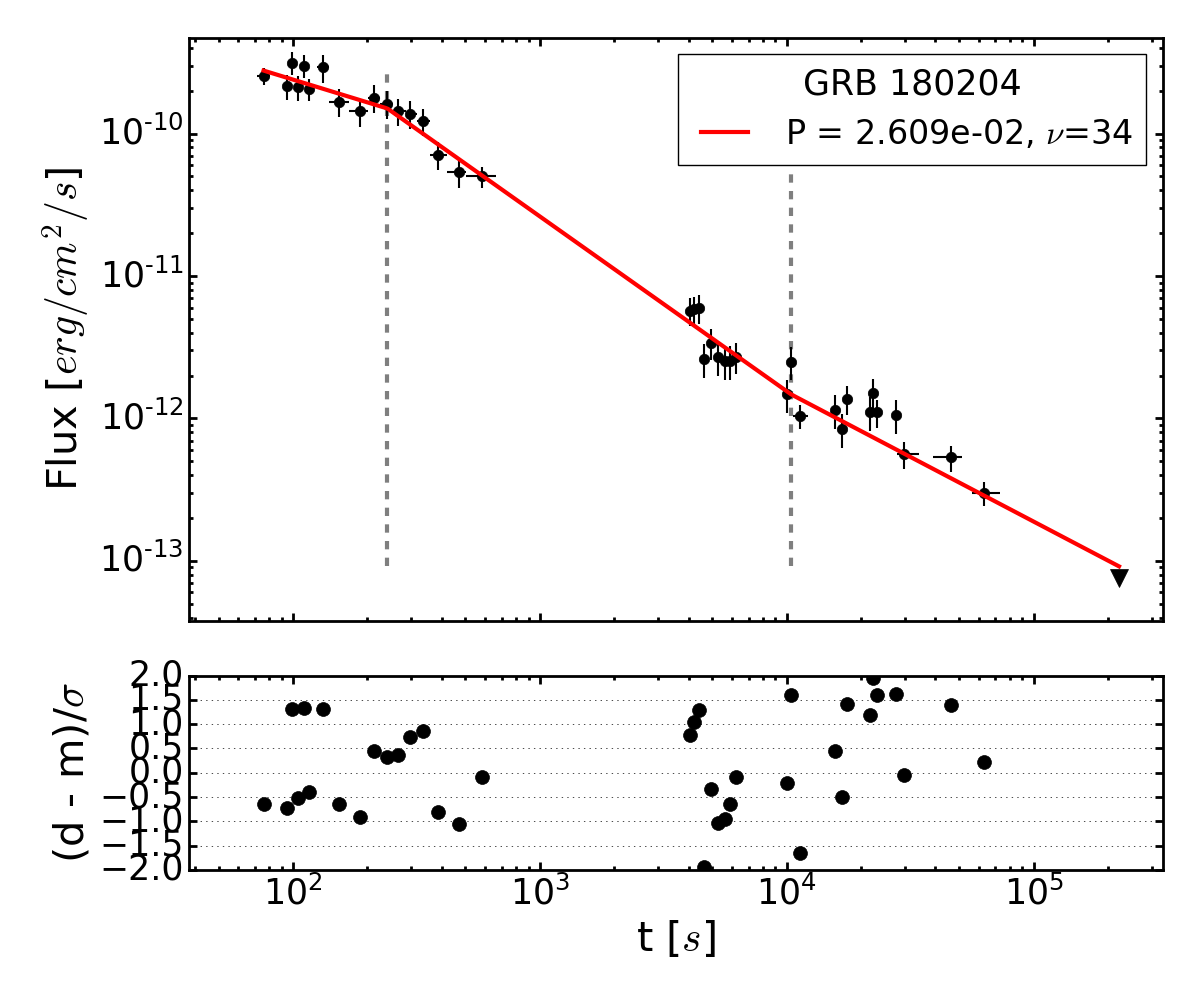 GRB 180204
P = 2.609e-02, ν=34
Flux [erg/cm²/s]
10⁻¹⁰
10⁻¹¹
10⁻¹²
10⁻¹³
(d - m)/σ
2.0
1.5
1.0
0.5
0.0
−0.5
−1.0
−1.5
−2.0
10² 10³ 10⁴ 10⁵
t [s]